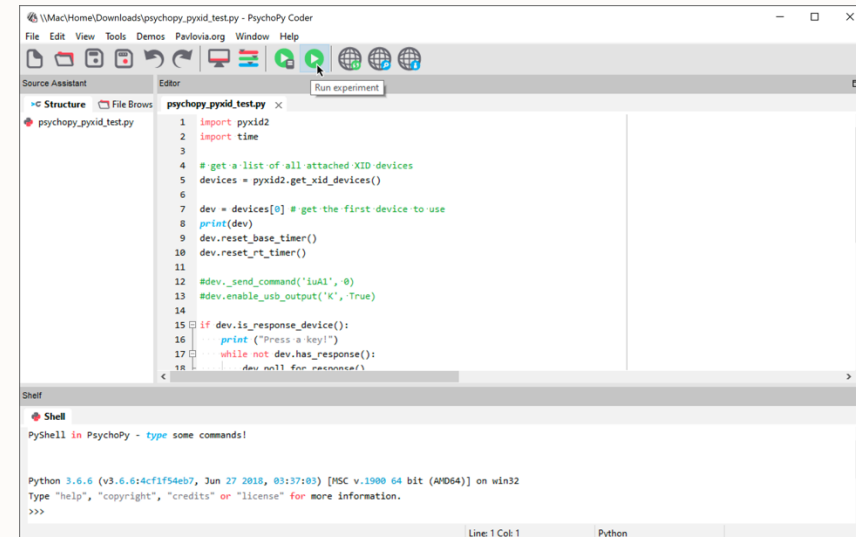 \\Mac\Home\Downloads\psychopy_pyxid_test.py - PsychoPy Coder
File Edit View Tools Demos Pavlovia.org Window Help
Source Assistant
Editor
Run experiment
Structure File Brows
psychopy_pyxid_test.py
psychopy_pyxid_test.py
1 import pyxid2
2 import time
3
4 # get a list of all attached XID devices
5 devices = pyxid2.get_xid_devices()
6
7 dev = devices[0] # get the first device to use
8 print(dev)
9 dev.reset_base_timer()
10 dev.reset_rt_timer()
11
12 #dev._send_command('iuA1', 0)
13 #dev.enable_usb_output('K', True)
14
15 if dev.is_response_device():
16 print ("Press a key!")
17 while not dev.has_response():
18 dev.poll_for_response()
Shelf
Shell
PyShell in PsychoPy - type some commands!
Python 3.6.6 (v3.6.6:4cf1f54eb7, Jun 27 2018, 03:37:03) [MSC v.1900 64 bit (AMD64)] on win32
Type "help", "copyright", "credits" or "license" for more information.
>>>
Line: 1 Col: 1 Python